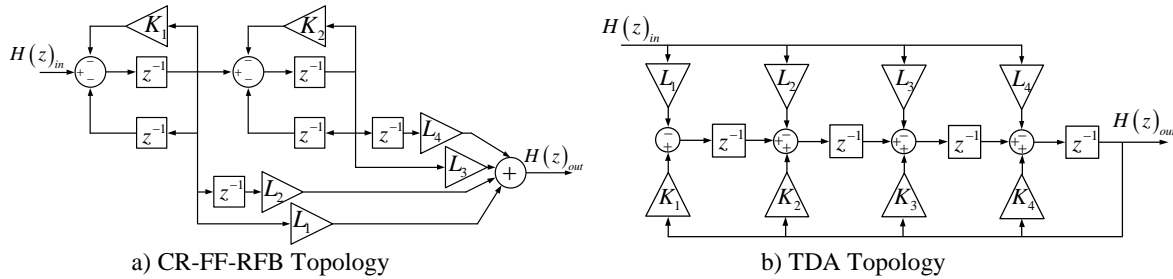 K₁
K₂
H(z)ᵢₙ
+
−
−
z⁻¹
+
−
−
z⁻¹
z⁻¹
z⁻¹
z⁻¹
L₄
L₃
+
H(z)ₒᵤₜ
z⁻¹
L₂
L₁
a) CR-FF-RFB Topology
H(z)ᵢₙ
L₁
L₂
L₃
L₄
−
+
z⁻¹
−
+
+
z⁻¹
−
+
+
z⁻¹
−
+
+
z⁻¹
H(z)ₒᵤₜ
K₁
K₂
K₃
K₄
b) TDA Topology